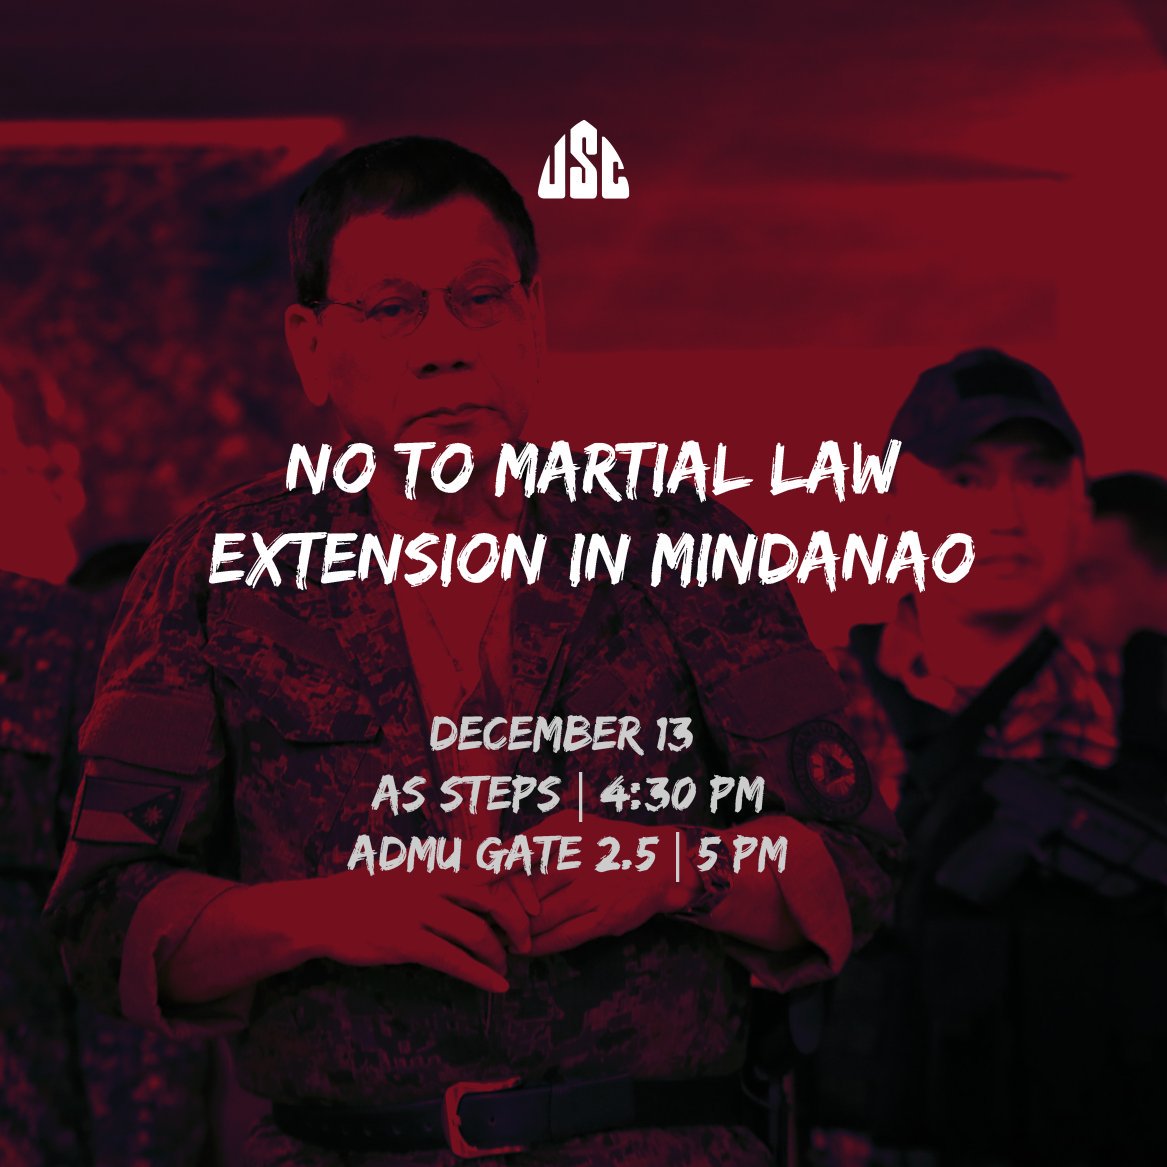 USC
NO TO MARTIAL LAW
EXTENSION IN MINDANAO
DECEMBER 13
AS STEPS | 4:30 PM
ADMU GATE 2.5 | 5 PM